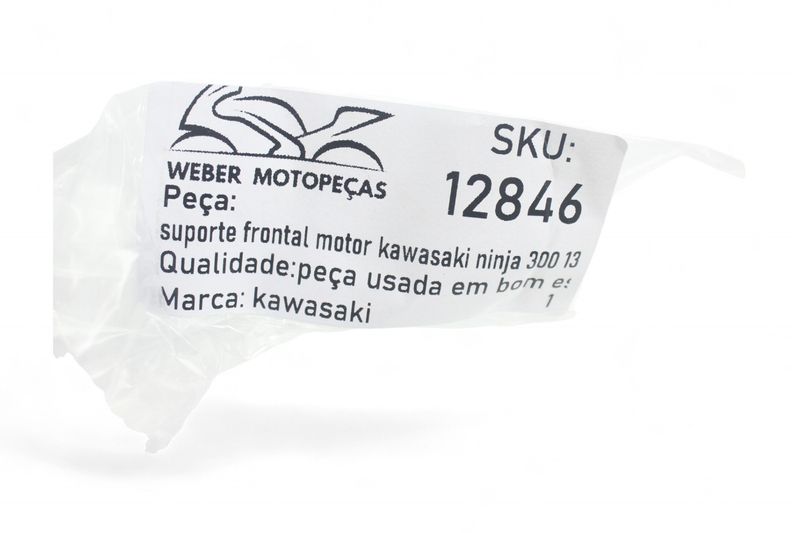 WEBER MOTOPEÇAS
SKU:
12846
Peça:
suporte frontal motor kawasaki ninja 300 13
Qualidade:peça usada em bom es
Marca: kawasaki
1